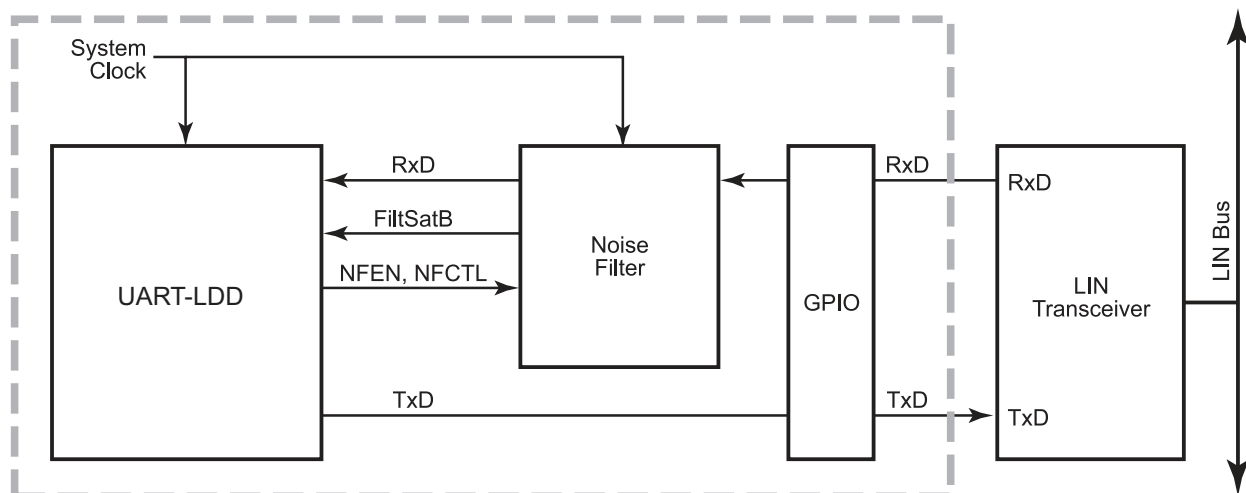 System
Clock
RxD
FiltSatB
NFEN, NFCTL
UART-LDD
TxD
Noise
Filter
GPIO
RxD
TxD
RxD
LIN
Transceiver
TxD
LIN Bus